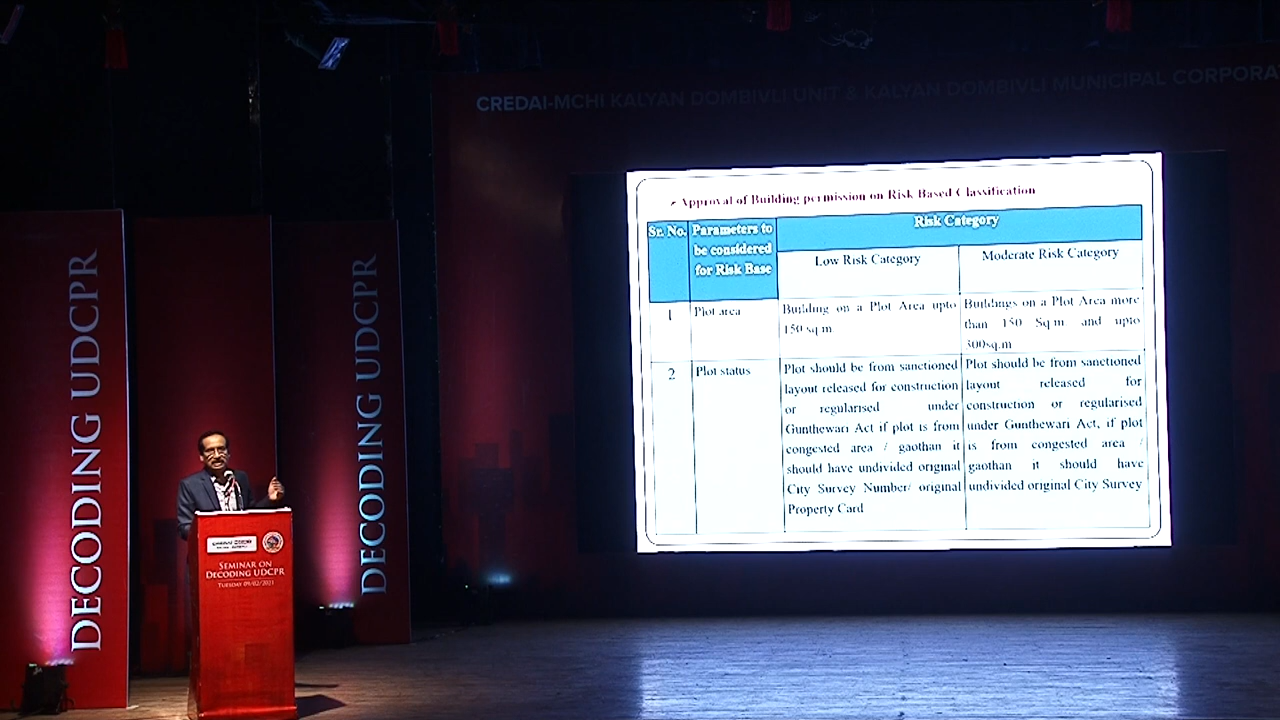 CREDAI-MCHI KALYAN DOMBIVLI UNIT & KALYAN DOMBIVLI MUNICIPAL CORPORA
Approval of Building permission on Risk Based Classification
Sr. No.
Parameters to
be considered
for Risk Base
Risk Category
Low Risk Category
Moderate Risk Category
1
Plot area
Building on a Plot Area upto
150 sq.m
Buildings on a Plot Area more
than 150 Sq.m and upto
300sq.m
2
Plot status
Plot should be from sanctioned
layout released for construction
or regularised under
Gunthewari Act if plot is from
congested area / gaothan it
should have undivided original
City Survey Number/ original
Property Card
Plot should be from sanctioned
layout released for
construction or regularised
under Gunthewari Act, if plot
is from congested area /
gaothan it should have
undivided original City Survey
DECODING UDCPR
DECODING UDCPR
SEMINAR ON
DECODING UDCPR
TUESDAY 09/02/2021